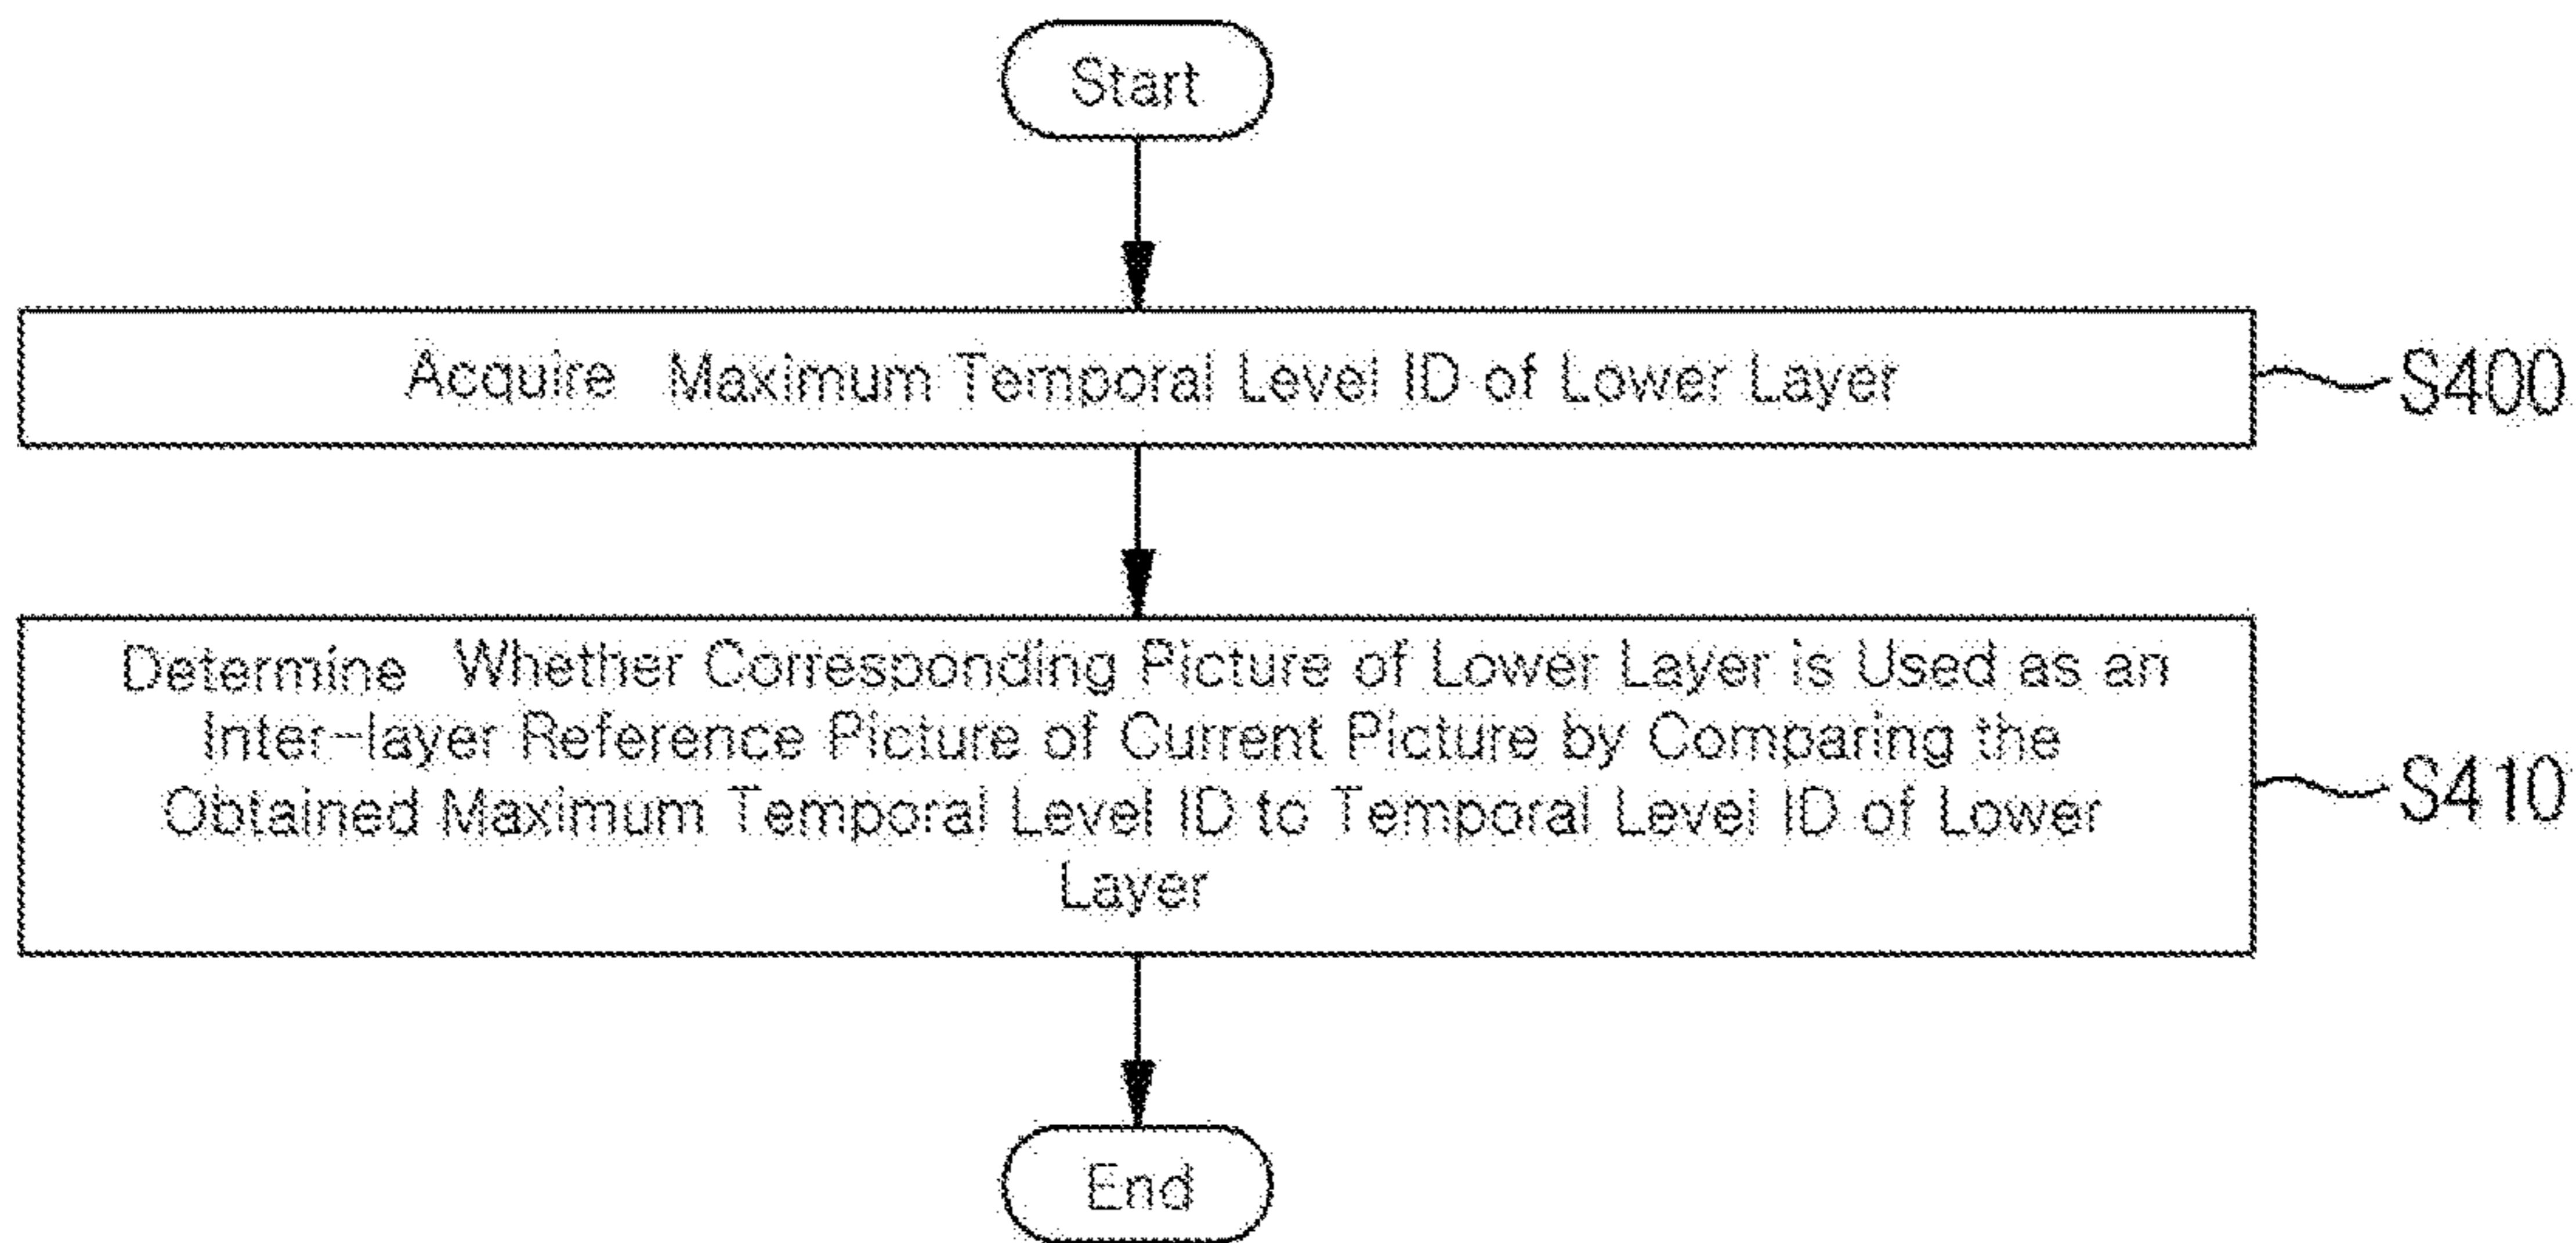 Start
Acquire Maximum Temporal Level ID of Lower Layer
S400
Determine Whether Corresponding Picture of Lower Layer is Used as an
Inter-layer Reference Picture of Current Picture by Comparing the
Obtained Maximum Temporal Level ID to Temporal Level ID of Lower
Layer
S410
End